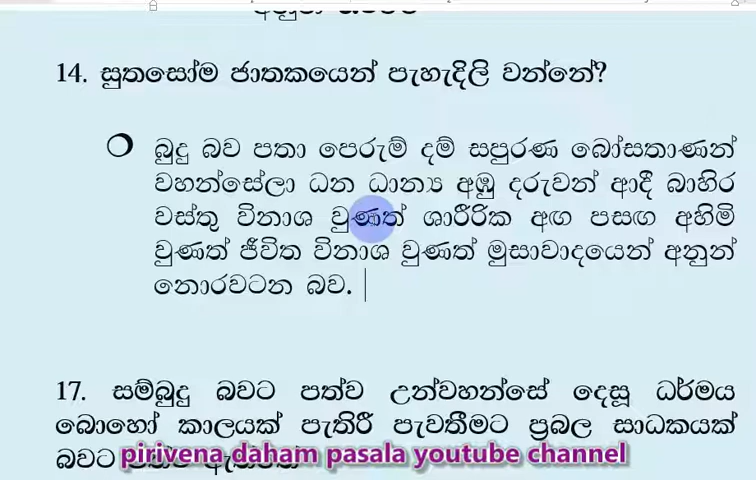 14. සුතසෝම ජාතකයෙන් පැහැදිලි වන්නේ?
බුදු බව පතා පෙරුම් දම් සපුරණ බෝසතාණන්
වහන්සේලා ධන ධාන්‍ය අඹු දරුවන් ආදී බාහිර
වස්තු විනාශ වුණත් ශාරීරික අඟ පසඟ අහිමි
වුණත් ජීවිත විනාශ වුණත් මුසාවාදයෙන් අනුන්
නොරවටන බව.
17. සම්බුදු බවට පත්ව උන්වහන්සේ දෙසූ ධර්මය
බොහෝ කාලයක් පැතිරී පැවතීමට ප්‍රබල සාධකයක්
බවට
pirivena daham pasala youtube channel